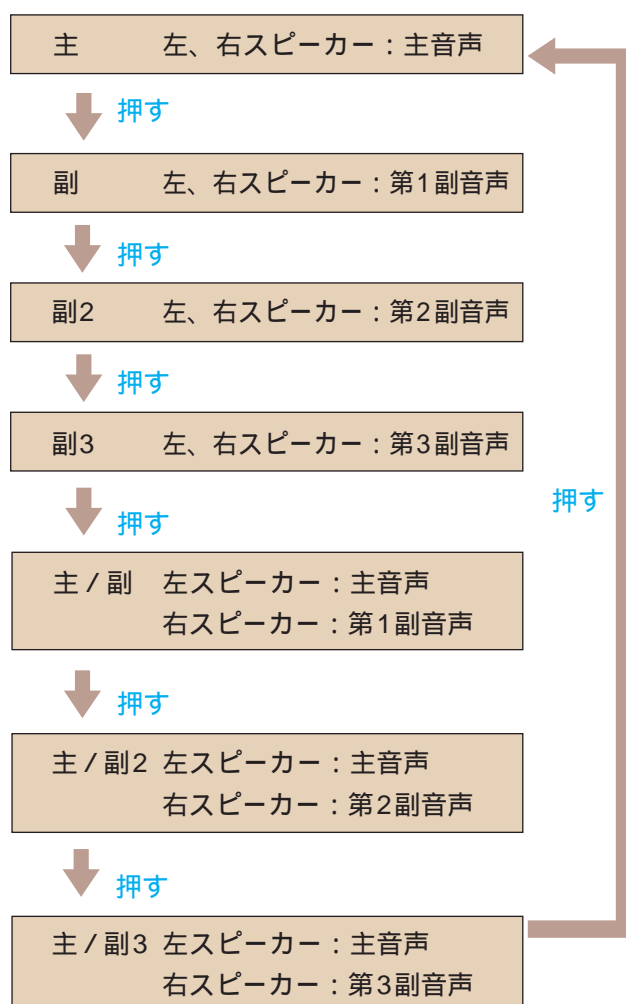 主 左、右スピーカー：主音声
押す
副 左、右スピーカー：第1副音声
押す
副2 左、右スピーカー：第2副音声
押す
副3 左、右スピーカー：第3副音声
押す
押す
主/副 左スピーカー：主音声
右スピーカー：第1副音声
押す
主/副2 左スピーカー：主音声
右スピーカー：第2副音声
押す
主/副3 左スピーカー：主音声
右スピーカー：第3副音声